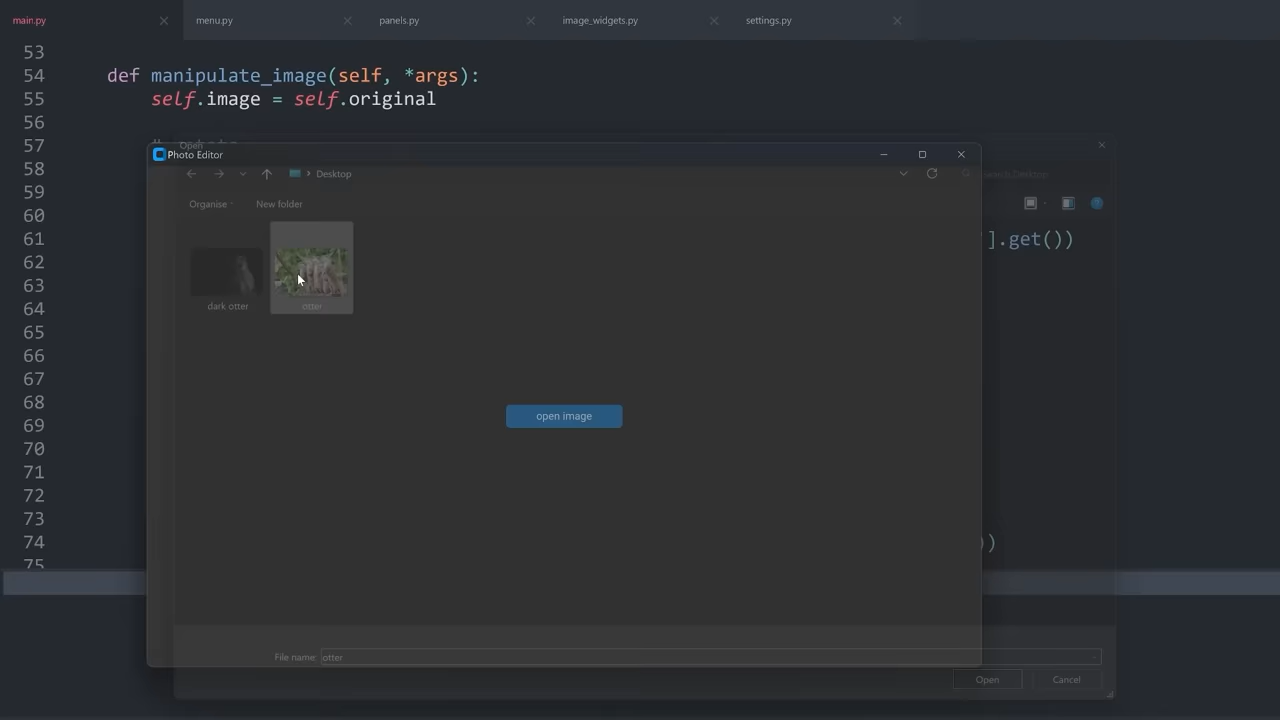 main.py
menu.py
panels.py
image_widgets.py
settings.py
53
54 def manipulate_image(self, *args):
55 self.image = self.original
56
57 #
Open
Photo Editor
58
Desktop
Search Desktop
59
Organise
New folder
60
61 ].get())
62
63
64
dark otter
otter
65
66
67
68
open image
69
70
71
72
73
74 ))
75
File name:
otter
Open
Cancel